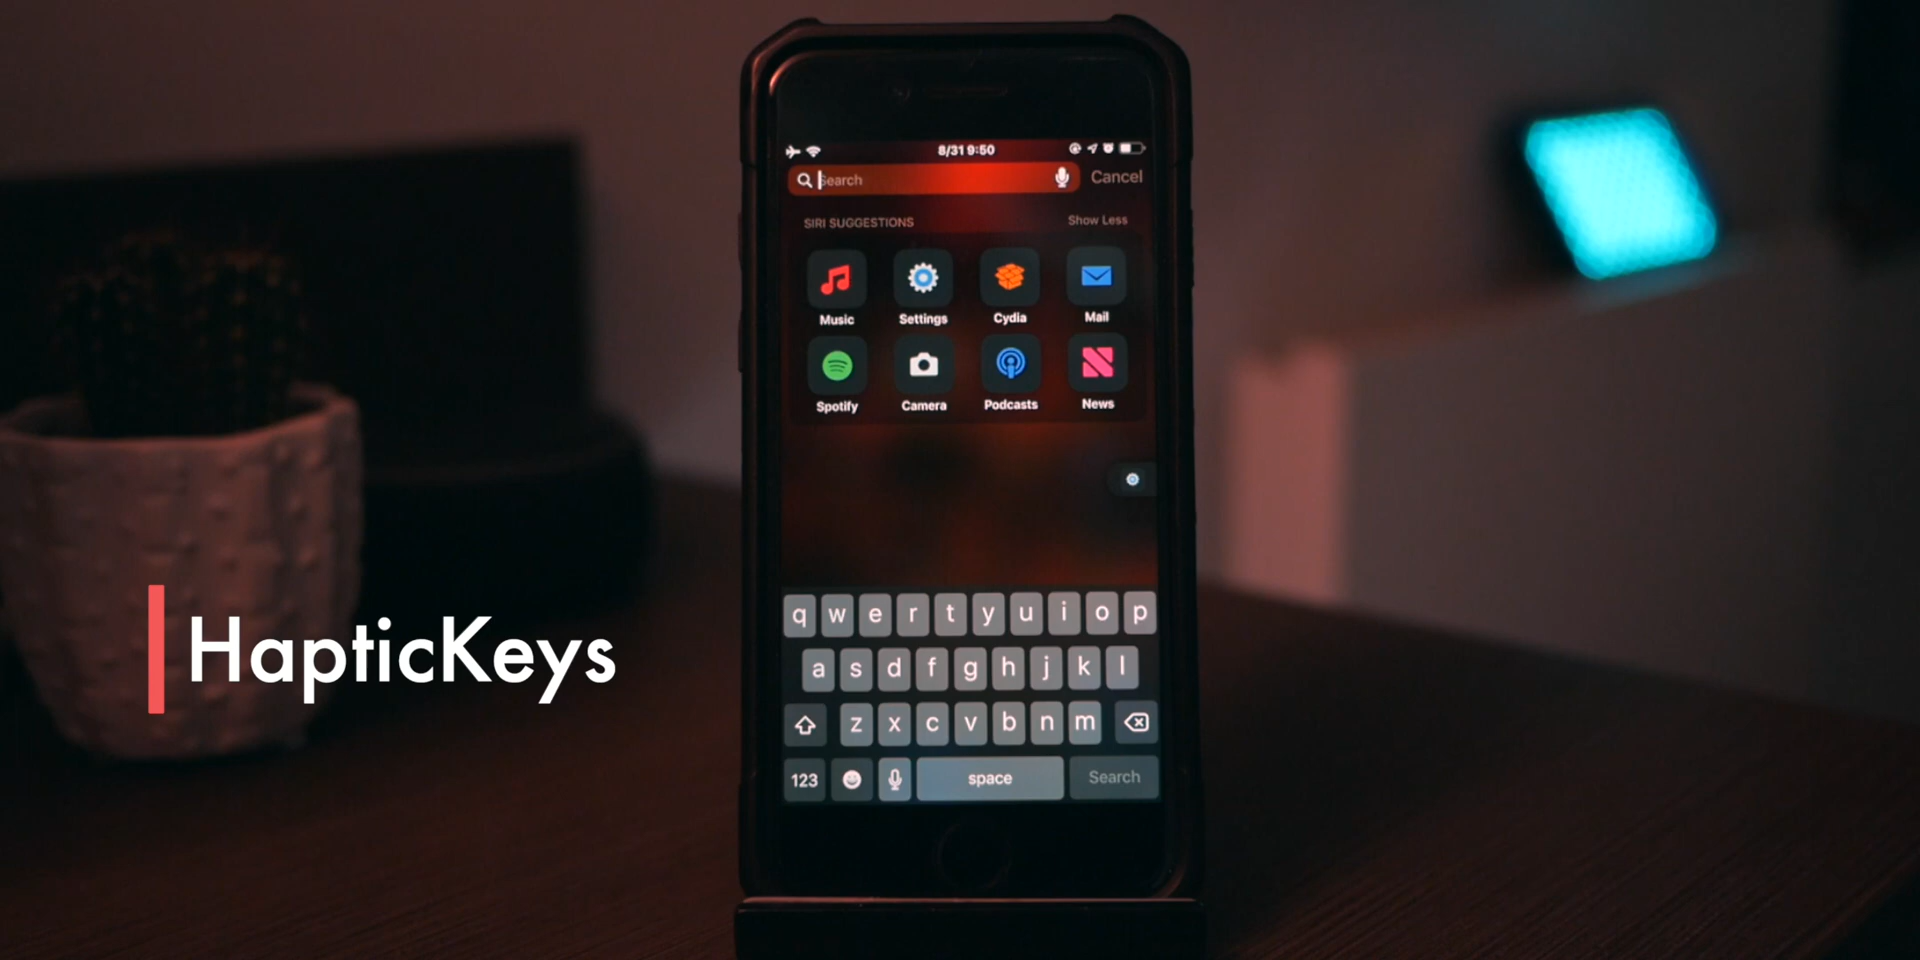 8/31 9:50
Search
Cancel
SIRI SUGGESTIONS
Show Less
Music Settings Cydia Mail
Spotify Camera Podcasts News
HapticKeys
q w e r t y u i o p
a s d f g h j k l
z x c v b n m
123 space Search